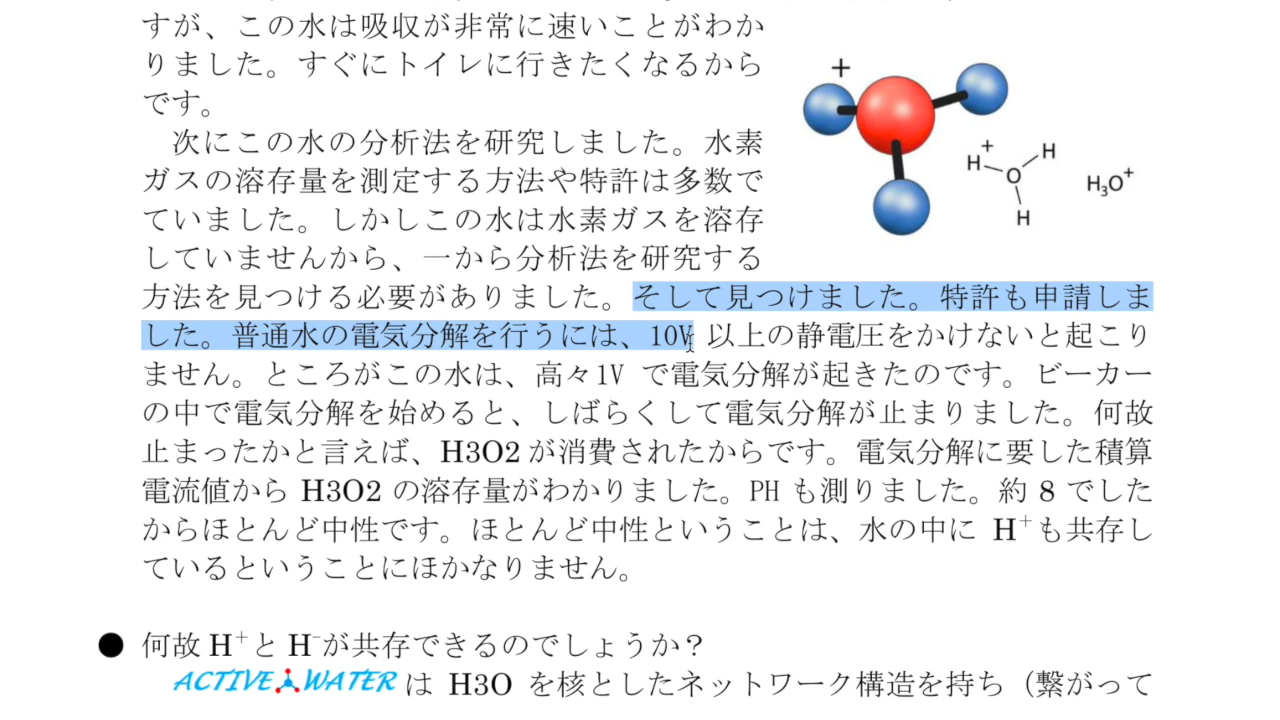 すが、この水は吸収が非常に速いことがわか
りました。すぐにトイレに行きたくなるから
です。
次にこの水の分析法を研究しました。水素
ガスの溶存量を測定する方法や特許は多数で
ていました。しかしこの水は水素ガスを溶存
していませんから、一から分析法を研究する
方法を見つける必要がありました。そして見つけました。特許も申請しま
した。普通水の電気分解を行うには、10V 以上の静電圧をかけないと起こり
ません。ところがこの水は、高々1V で電気分解が起きたのです。ビーカー
の中で電気分解を始めると、しばらくして電気分解が止まりました。何故
止まったかと言えば、H3O2 が消費されたからです。電気分解に要した積算
電流値から H3O2 の溶存量がわかりました。PH も測りました。約 8 でした
からほとんど中性です。ほとんど中性ということは、水の中に H⁺も共存し
ているということにほかなりません。
+
+
H O H
H
H₃O⁺
● 何故 H⁺と H⁻が共存できるのでしょうか?
ACTIVE WATER は H3O を核としたネットワーク構造を持ち（繋がって